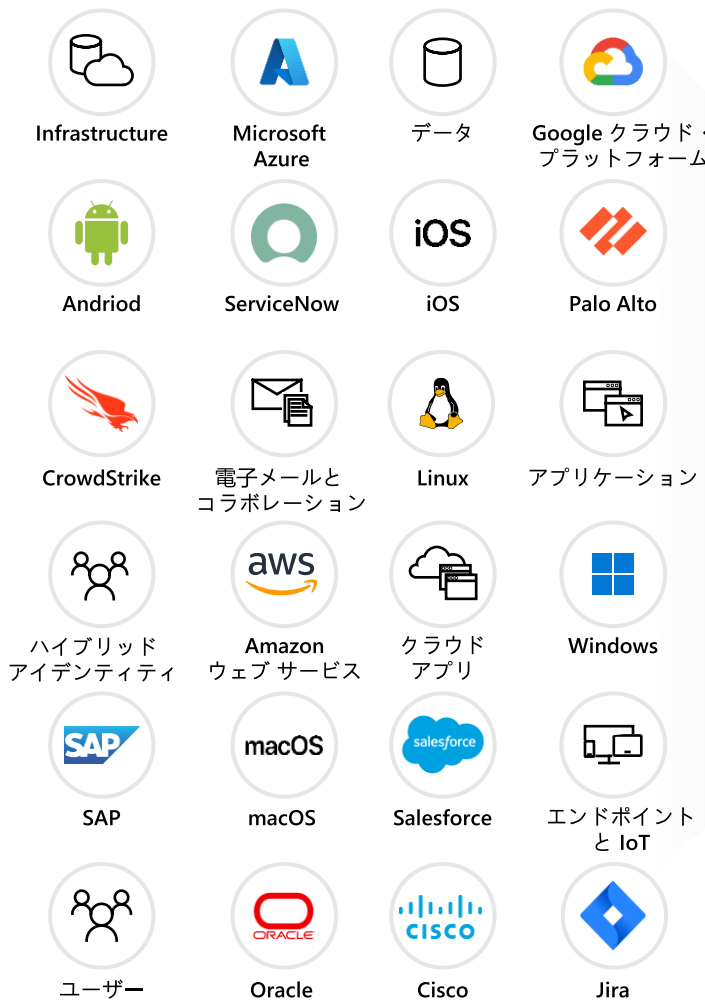 Infrastructure
Microsoft
Azure
データ
Google クラウド・
プラットフォーム
iOS
Andriod
ServiceNow
iOS
Palo Alto
CrowdStrike
電子メールと
コラボレーション
Linux
アプリケーション
aws
ハイブリッド
アイデンティティ
Amazon
ウェブ サービス
クラウド
アプリ
Windows
SAP
macOS
salesforce
SAP
macOS
Salesforce
エンドポイント
と IoT
ORACLE
CISCO
ユーザー
Oracle
Cisco
Jira